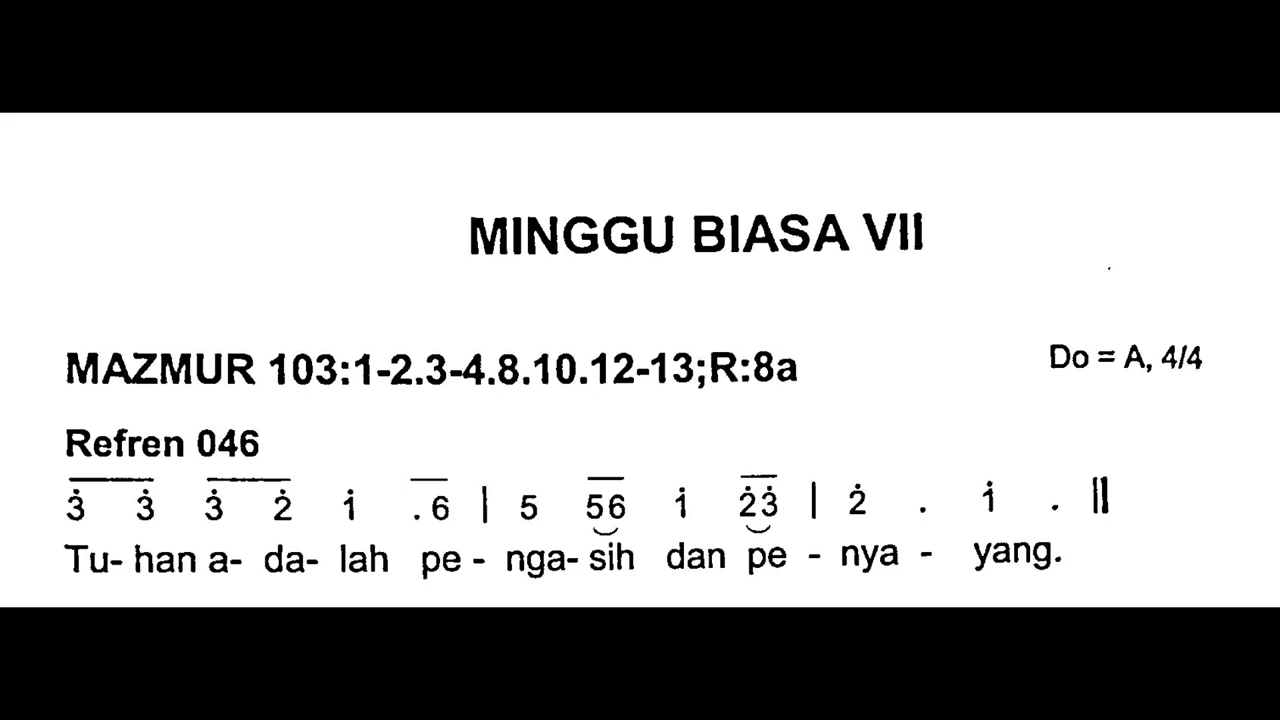 MINGGU BIASA VII
MAZMUR 103:1-2.3-4.8.10.12-13;R:8a
Do = A, 4/4
Refren 046
3̇ 3̇ 3̇ 2̇ 1̇ .6 | 5 56 1̇ 2̇3̇ | 2̇ . 1̇ . ||
Tu- han a- da- lah pe - nga- sih dan pe - nya - yang.